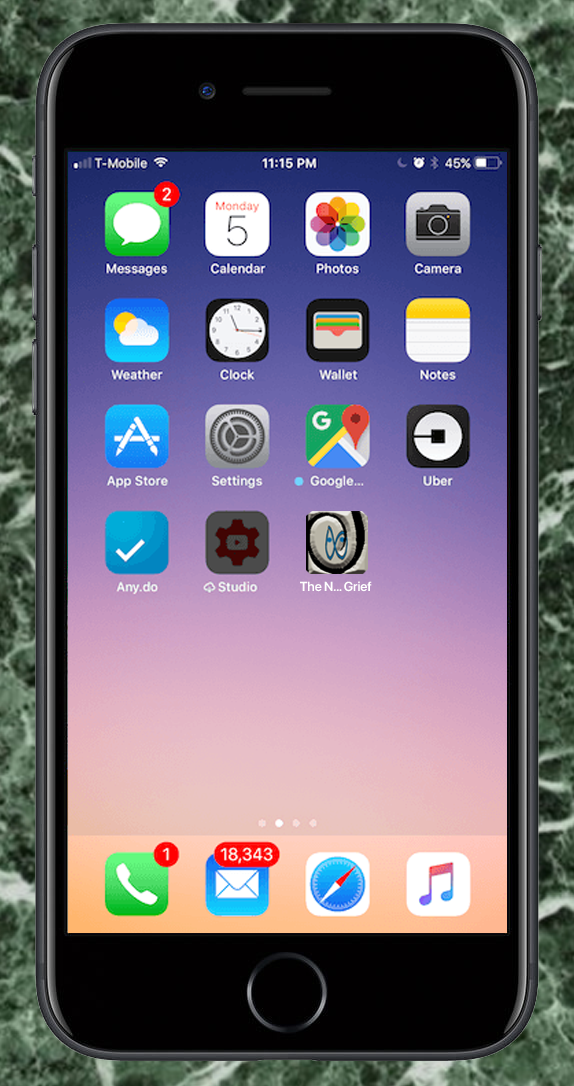 T-Mobile 11:15 PM 45%
2
Monday
5
Messages Calendar Photos Camera
Weather Clock Wallet Notes
G
App Store Settings Google... Uber
Any.do Studio The N... Grief
1 18,343